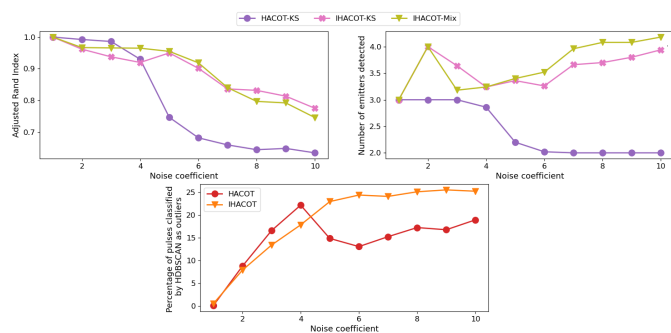 HACOT-KS IHACOT-KS IHACOT-Mix
Adjusted Rand Index
1.0
0.9
0.8
0.7
2 4 6 8 10
Noise coefficient
Number of emitters detected
4.0
3.5
3.0
2.5
2.0
2 4 6 8 10
Noise coefficient
Percentage of pulses classified
by HDBSCAN as outliers
25
20
15
10
5
0
HACOT
IHACOT
2 4 6 8 10
Noise coefficient